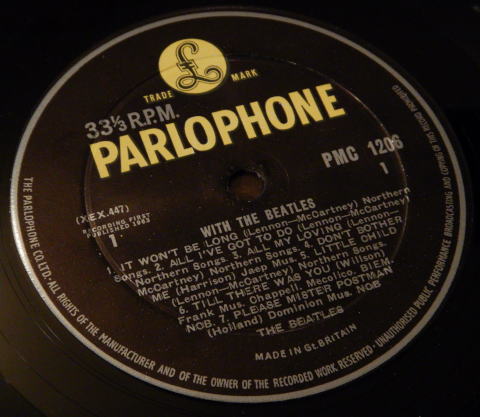 £
TRADE MARK
33⅓ R.P.M.
PARLOPHONE
PMC 1206
(XEX.447)
RECORDING FIRST
PUBLISHED 1963
1
1
WITH THE BEATLES
1. IT WON'T BE LONG (Lennon—McCartney) Northern
Songs. 2. ALL I'VE GOT TO DO (Lennon—McCartney)
Northern Songs. 3. ALL MY LOVING (Lennon—
McCartney) Northern Songs. 4. DON'T BOTHER
ME (Harrison) Jaep Mus. 5. LITTLE CHILD
(Lennon—McCartney) Northern Songs.
6. TILL THERE WAS YOU (Willson)
Frank Mus. Chappell, Mecolico, BIEM,
NCB. 7. PLEASE MISTER POSTMAN
(Holland) Dominion Mus. NCB
THE BEATLES
MADE IN GT. BRITAIN
THE PARLOPHONE CO. LTD.· ALL RIGHTS OF THE MANUFACTURER AND OF THE OWNER OF THE RECORDED WORK RESERVED · UNAUTHORISED PUBLIC PERFORMANCE BROADCASTING AND COPYING OF THIS RECORD PROHIBITED